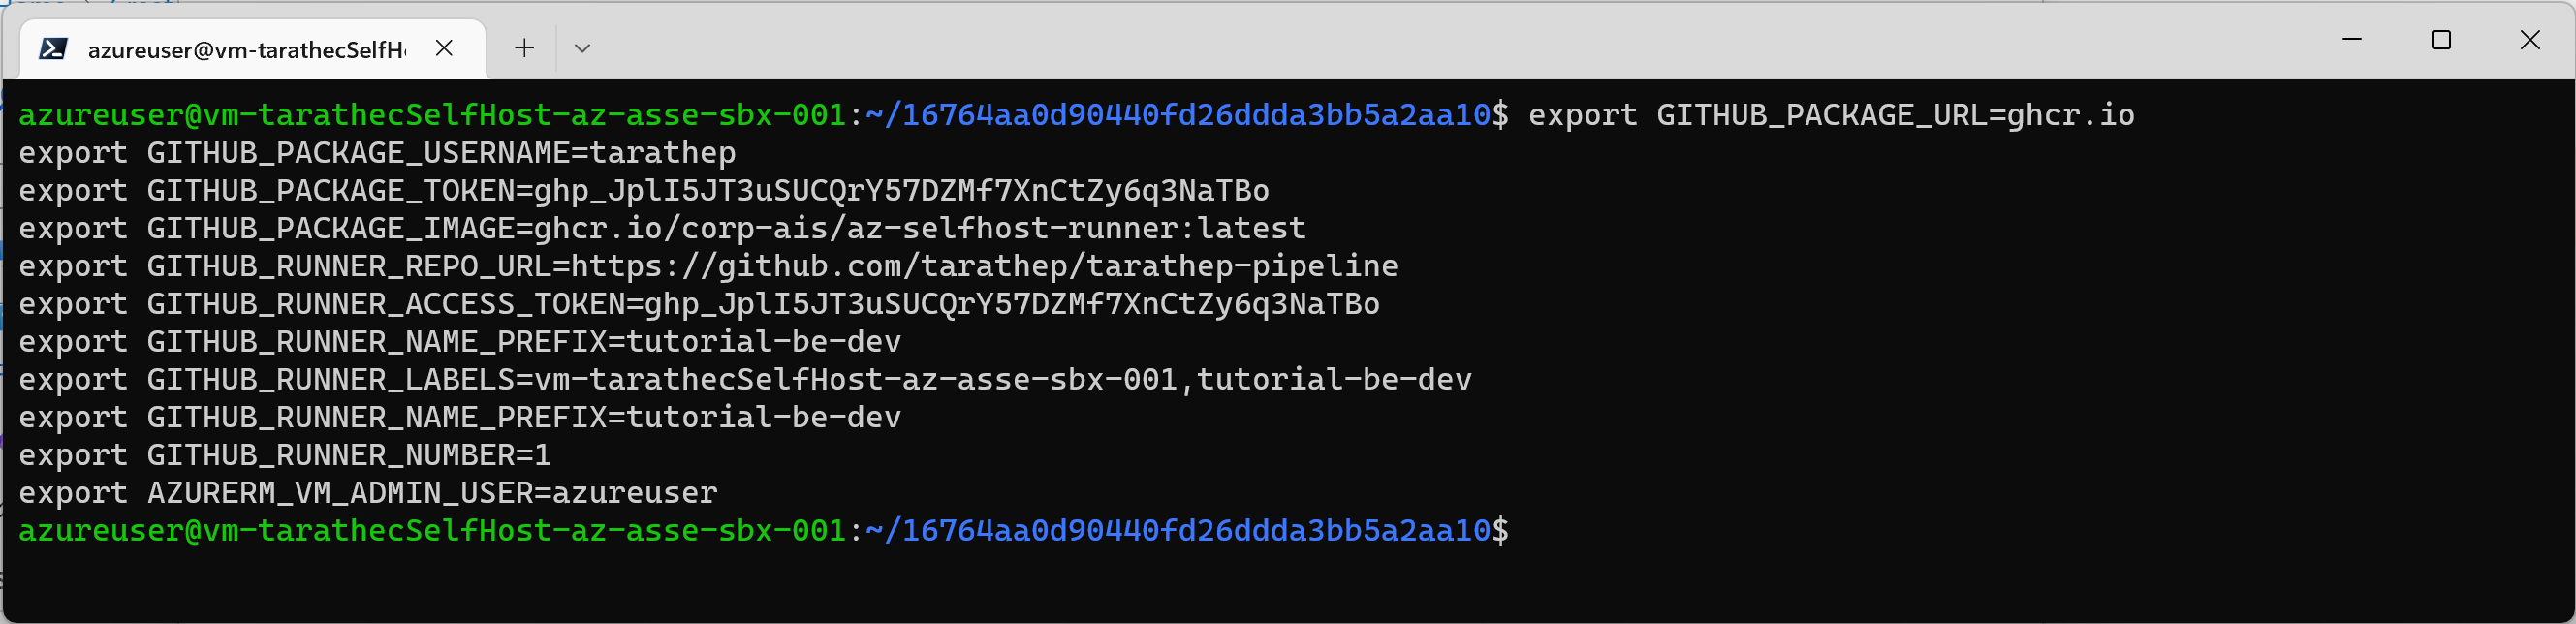 azureuser@vm-tarathecSelfH
azureuser@vm-tarathecSelfHost-az-asse-sbx-001:~/16764aa0d90440fd26ddda3bb5a2aa10$ export GITHUB_PACKAGE_URL=ghcr.io
export GITHUB_PACKAGE_USERNAME=tarathep
export GITHUB_PACKAGE_TOKEN=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
export GITHUB_PACKAGE_IMAGE=ghcr.io/corp-ais/az-selfhost-runner:latest
export GITHUB_RUNNER_REPO_URL=https://github.com/tarathep/tarathep-pipeline
export GITHUB_RUNNER_ACCESS_TOKEN=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
export GITHUB_RUNNER_NAME_PREFIX=tutorial-be-dev
export GITHUB_RUNNER_LABELS=vm-tarathecSelfHost-az-asse-sbx-001,tutorial-be-dev
export GITHUB_RUNNER_NAME_PREFIX=tutorial-be-dev
export GITHUB_RUNNER_NUMBER=1
export AZURERM_VM_ADMIN_USER=azureuser
azureuser@vm-tarathecSelfHost-az-asse-sbx-001:~/16764aa0d90440fd26ddda3bb5a2aa10$